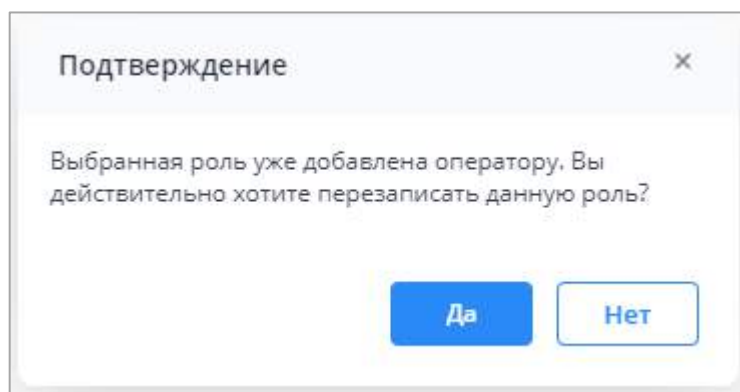 Подтверждение
Выбранная роль уже добавлена оператору. Вы
действительно хотите перезаписать данную роль?
Да
Нет